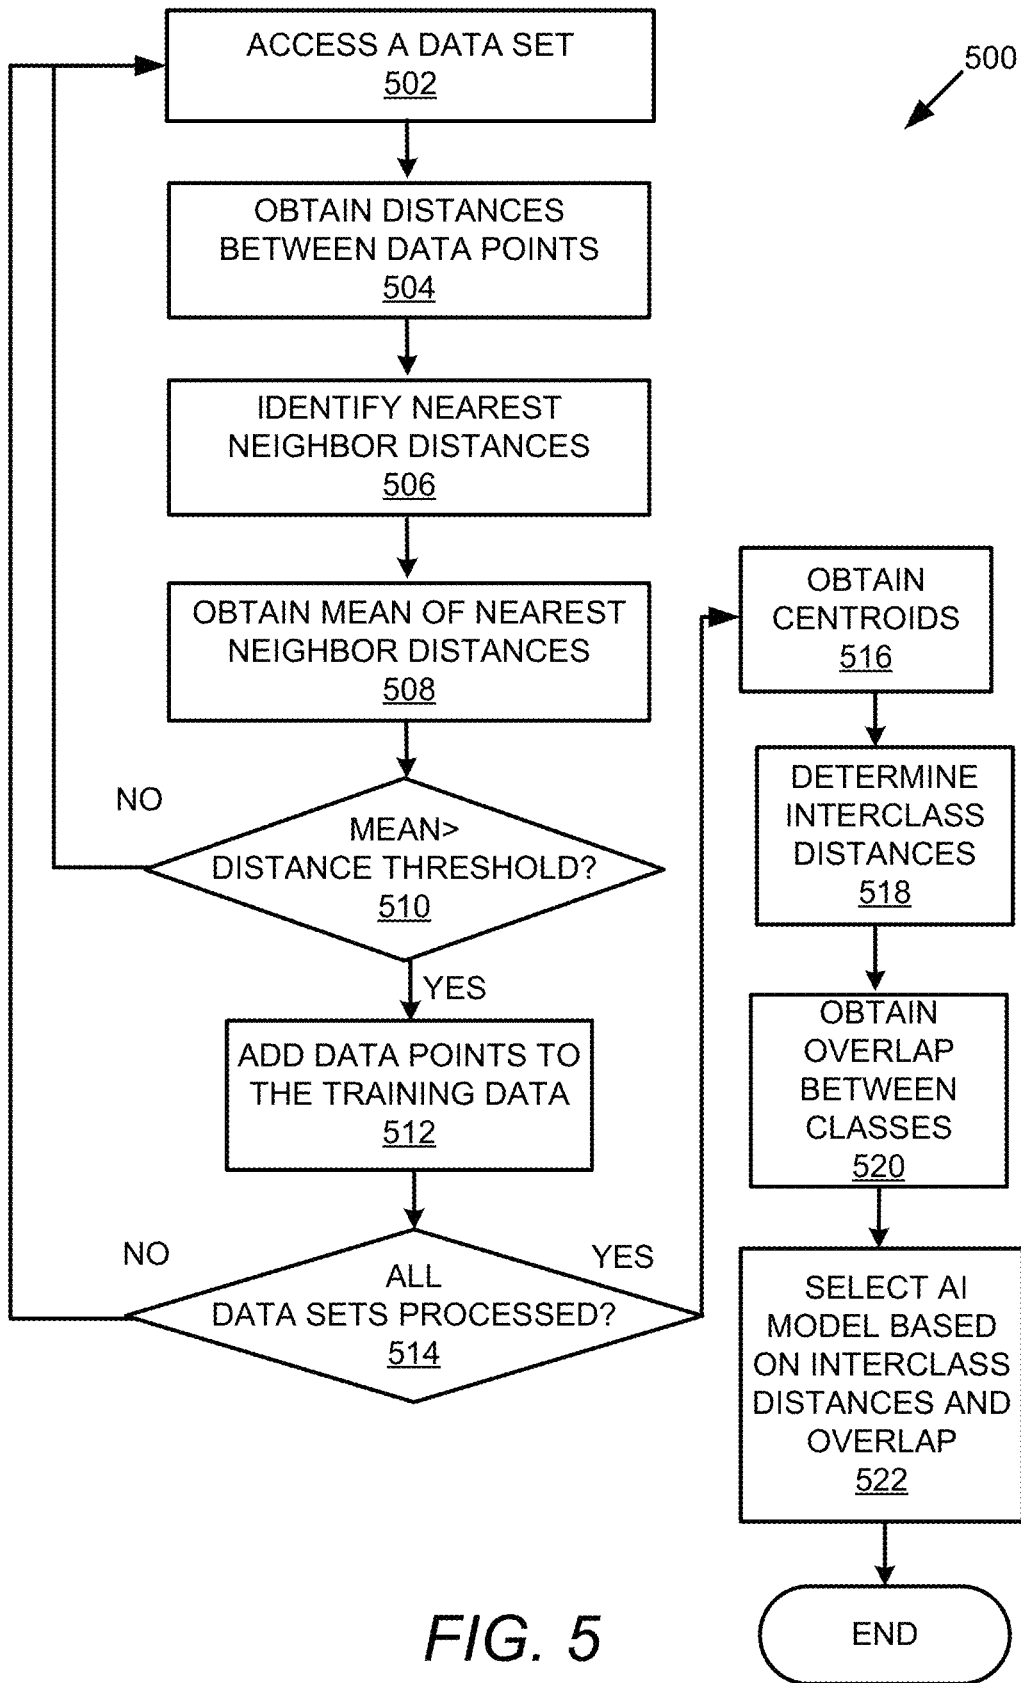 ACCESS A DATA SET
502
500
OBTAIN DISTANCES
BETWEEN DATA POINTS
504
IDENTIFY NEAREST
NEIGHBOR DISTANCES
506
OBTAIN MEAN OF NEAREST
NEIGHBOR DISTANCES
508
NO
MEAN>
DISTANCE THRESHOLD?
510
YES
ADD DATA POINTS TO
THE TRAINING DATA
512
NO
YES
ALL
DATA SETS PROCESSED?
514
OBTAIN
CENTROIDS
516
DETERMINE
INTERCLASS
DISTANCES
518
OBTAIN
OVERLAP
BETWEEN
CLASSES
520
SELECT AI
MODEL BASED
ON INTERCLASS
DISTANCES AND
OVERLAP
522
END
FIG. 5